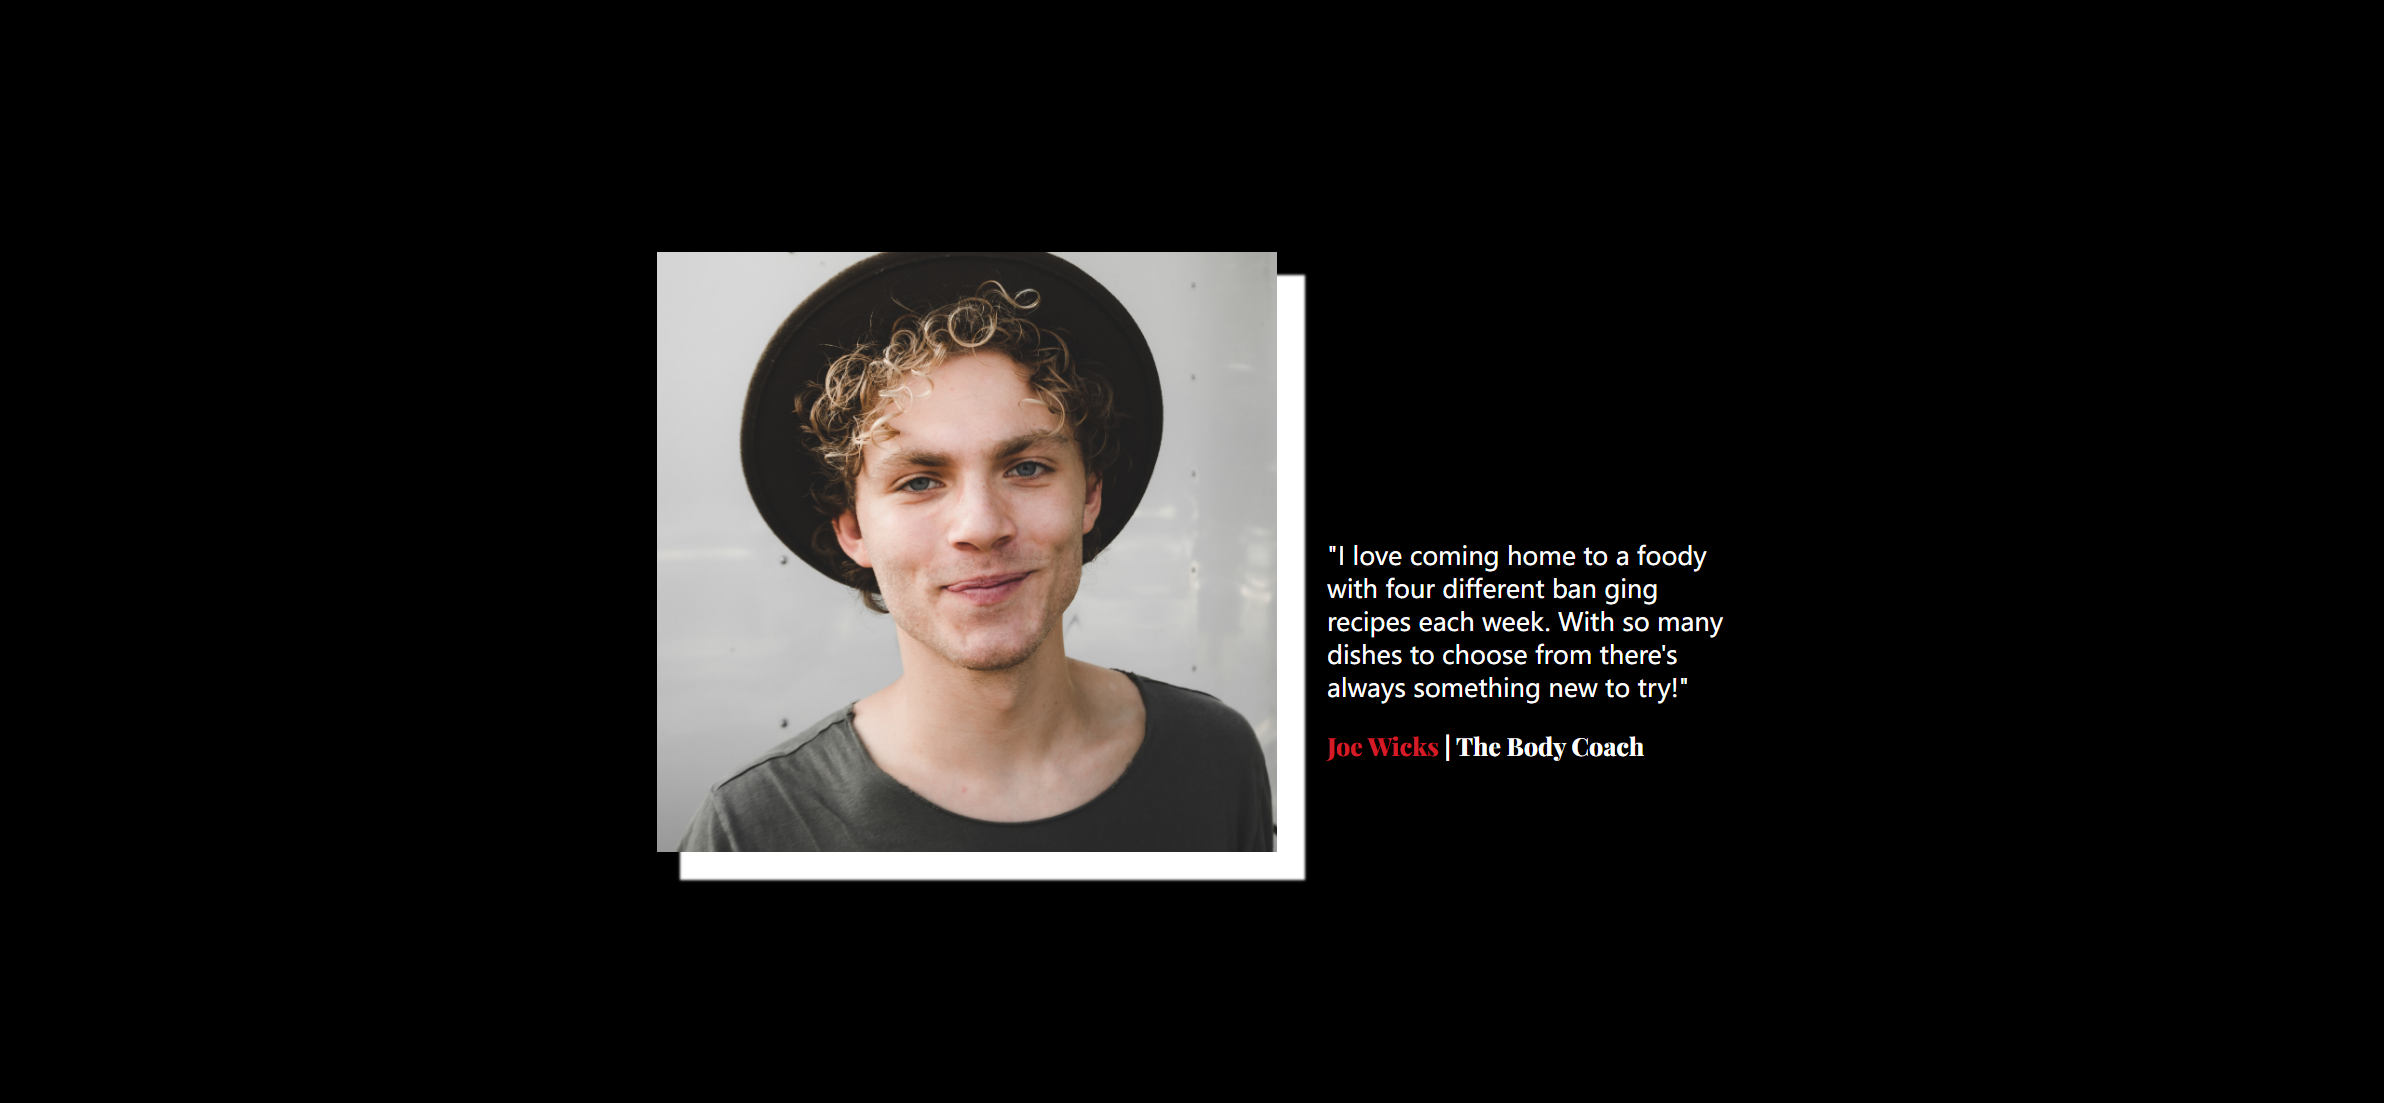 "I love coming home to a foody
with four different ban ging
recipes each week. With so many
dishes to choose from there's
always something new to try!"
Joe Wicks | The Body Coach